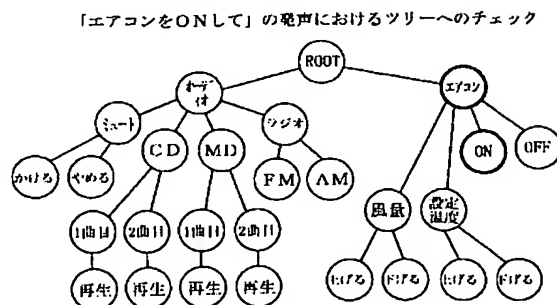 「エアコンをONして」の発声におけるツリーへのチェック
ROOT
オーディオ
エアコン
ミュート
ラジオ
CD
MD
ON
OFF
かける
やめる
FM
AM
風量
設定温度
1曲目
2曲目
1曲目
2曲目
上げる
下げる
上げる
下げる
再生
再生
再生
再生